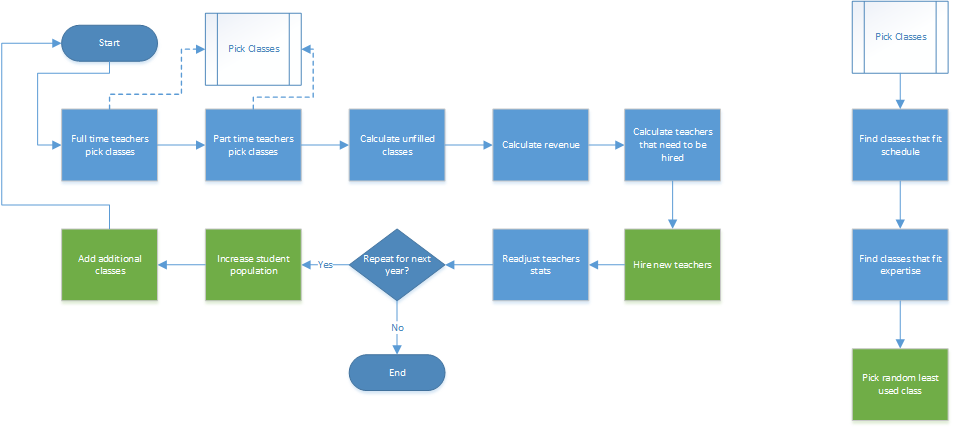 Start
Pick Classes
Pick Classes
Full time teachers
pick classes
Part time teachers
pick classes
Calculate unfilled
classes
Calculate revenue
Calculate teachers
that need to be
hired
Find classes that fit
schedule
Add additional
classes
Increase student
population
Yes
Repeat for next
year?
Readjust teachers
stats
Hire new teachers
Find classes that fit
expertise
No
End
Pick random least
used class